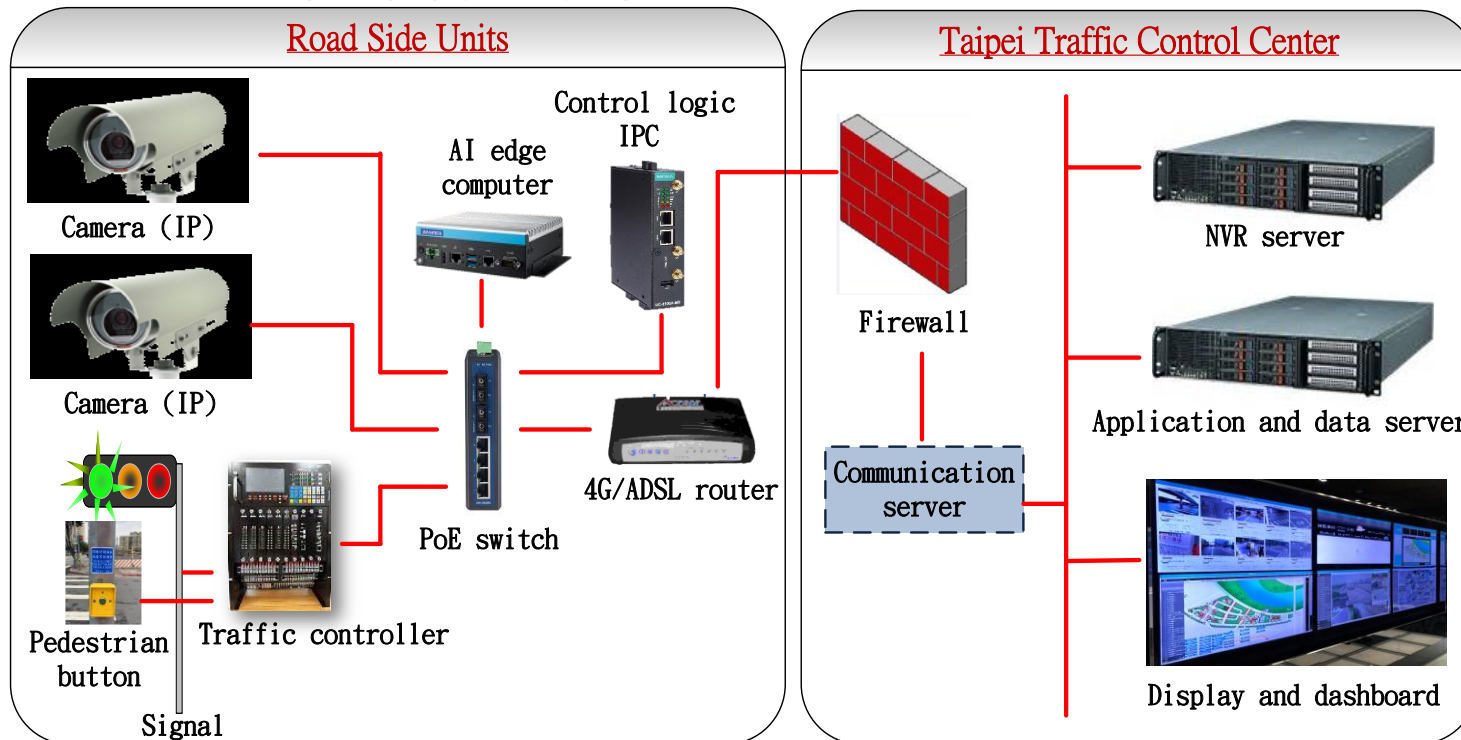 Road Side Units
Taipei Traffic Control Center
Camera (IP)
Camera (IP)
AI edge
computer
Control logic
IPC
PoE switch
4G/ADSL router
Traffic controller
Pedestrian
button
Signal
Firewall
Communication
server
NVR server
Application and data server
Display and dashboard